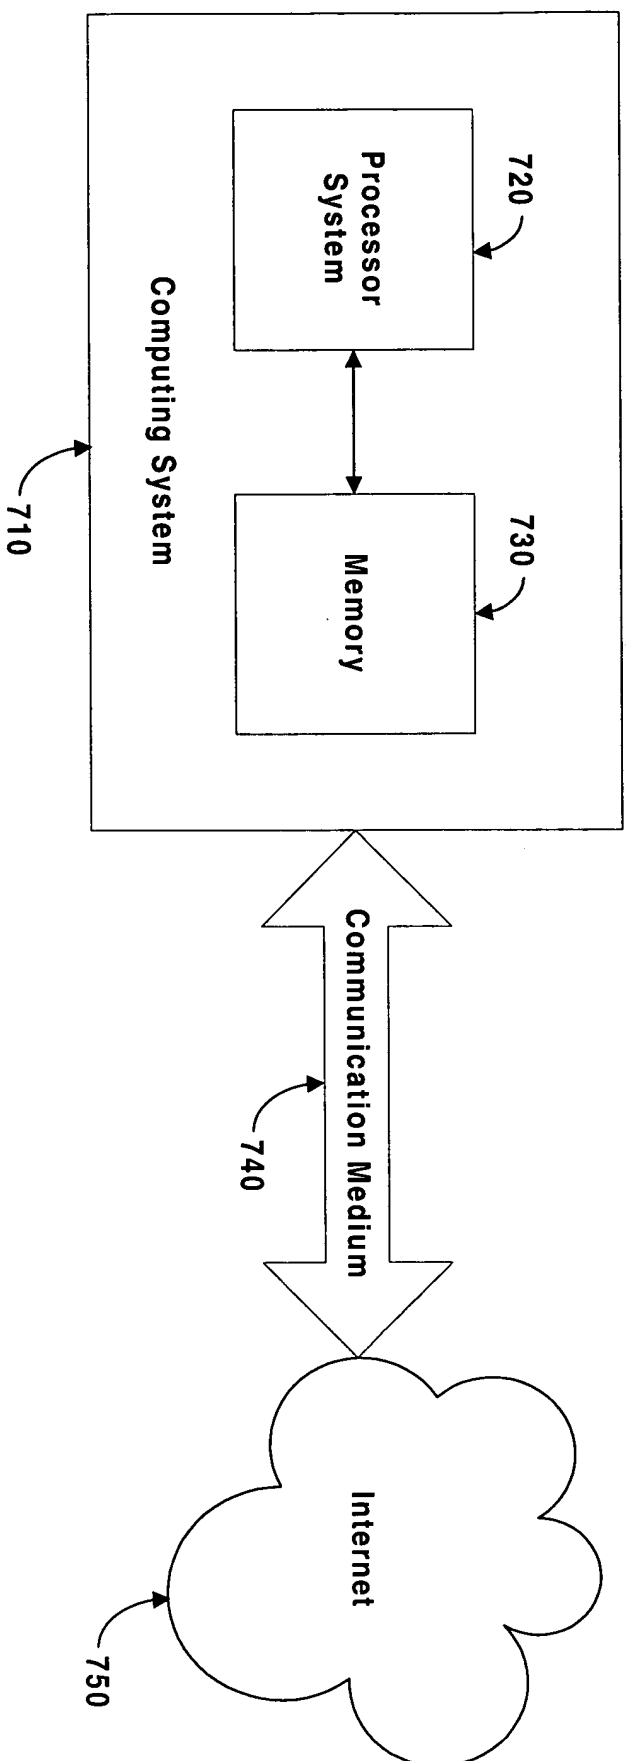 720
730
Processor
System
Memory
Communication Medium
Internet
Computing System
740
710
750